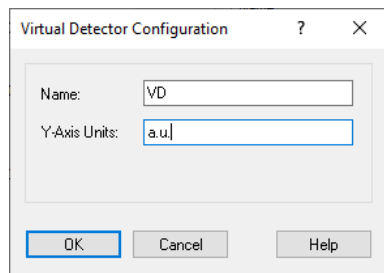 Virtual Detector Configuration ? ×
Name: VD
Y-Axis Units: a.u.
OK Cancel Help